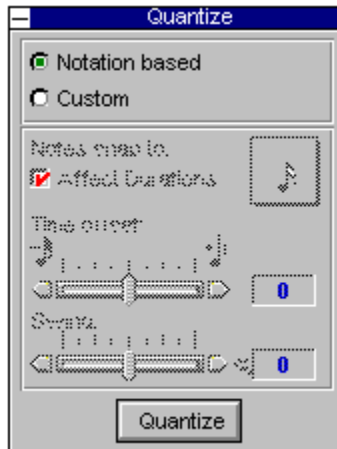 Quantize
Notation based
Custom
Notes snap to:
Affect Durations
Time offset:
0
Swing:
% 0
Quantize